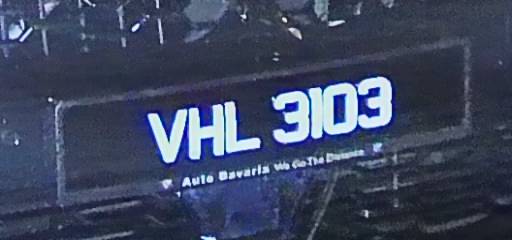 VHL 3103
Auto Bavaria We Go The Distance